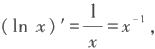 (ln x)′ = 1/x = x⁻¹,